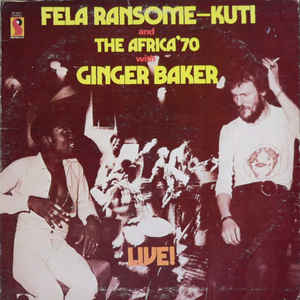 FELA RANSOME-KUTI
and
THE AFRICA'70
with
GINGER BAKER
LIVE!